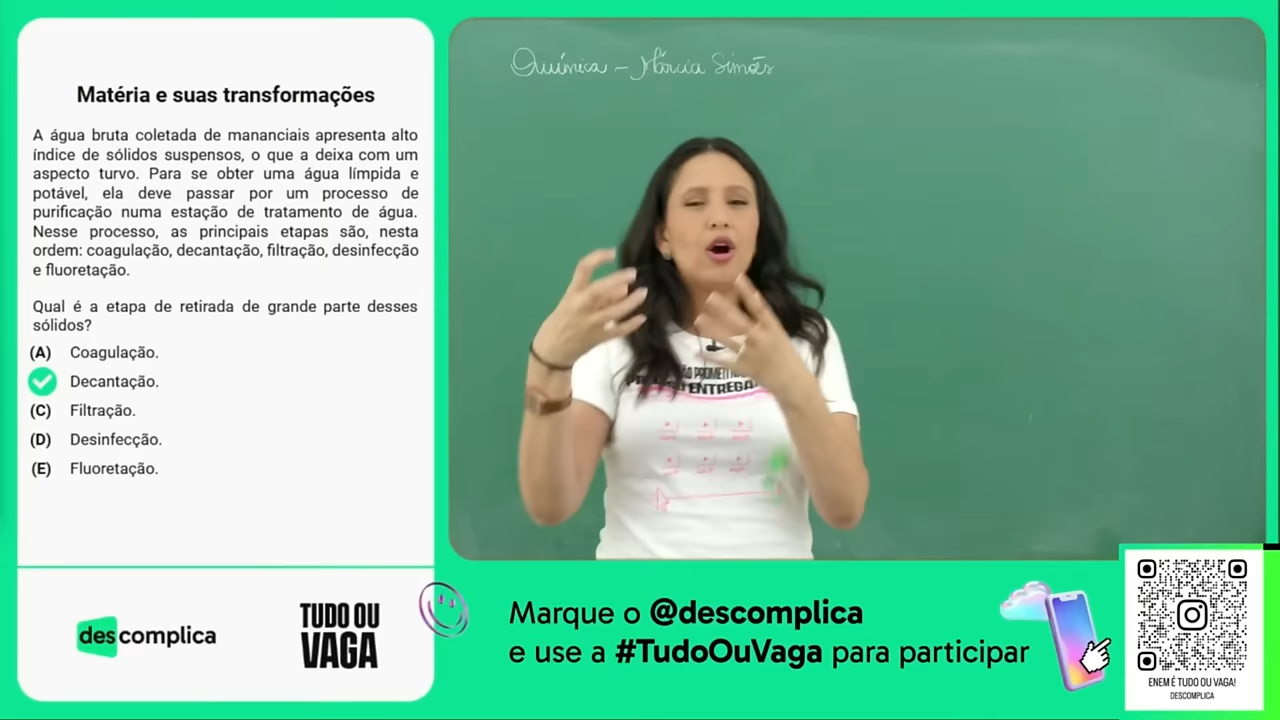 Matéria e suas transformações
A água bruta coletada de mananciais apresenta alto
índice de sólidos suspensos, o que a deixa com um
aspecto turvo. Para se obter uma água límpida e
potável, ela deve passar por um processo de
purificação numa estação de tratamento de água.
Nesse processo, as principais etapas são, nesta
ordem: coagulação, decantação, filtração, desinfecção
e fluoretação.
Qual é a etapa de retirada de grande parte desses
sólidos?
(A) Coagulação.
Decantação.
(C) Filtração.
(D) Desinfecção.
(E) Fluoretação.
descomplica
TUDO OU
VAGA
Química - Márcia Simões
ENTREGA
Marque o @descomplica
e use a #TudoOuVaga para participar
ENEM É TUDO OU VAGA!
DESCOMPLICA